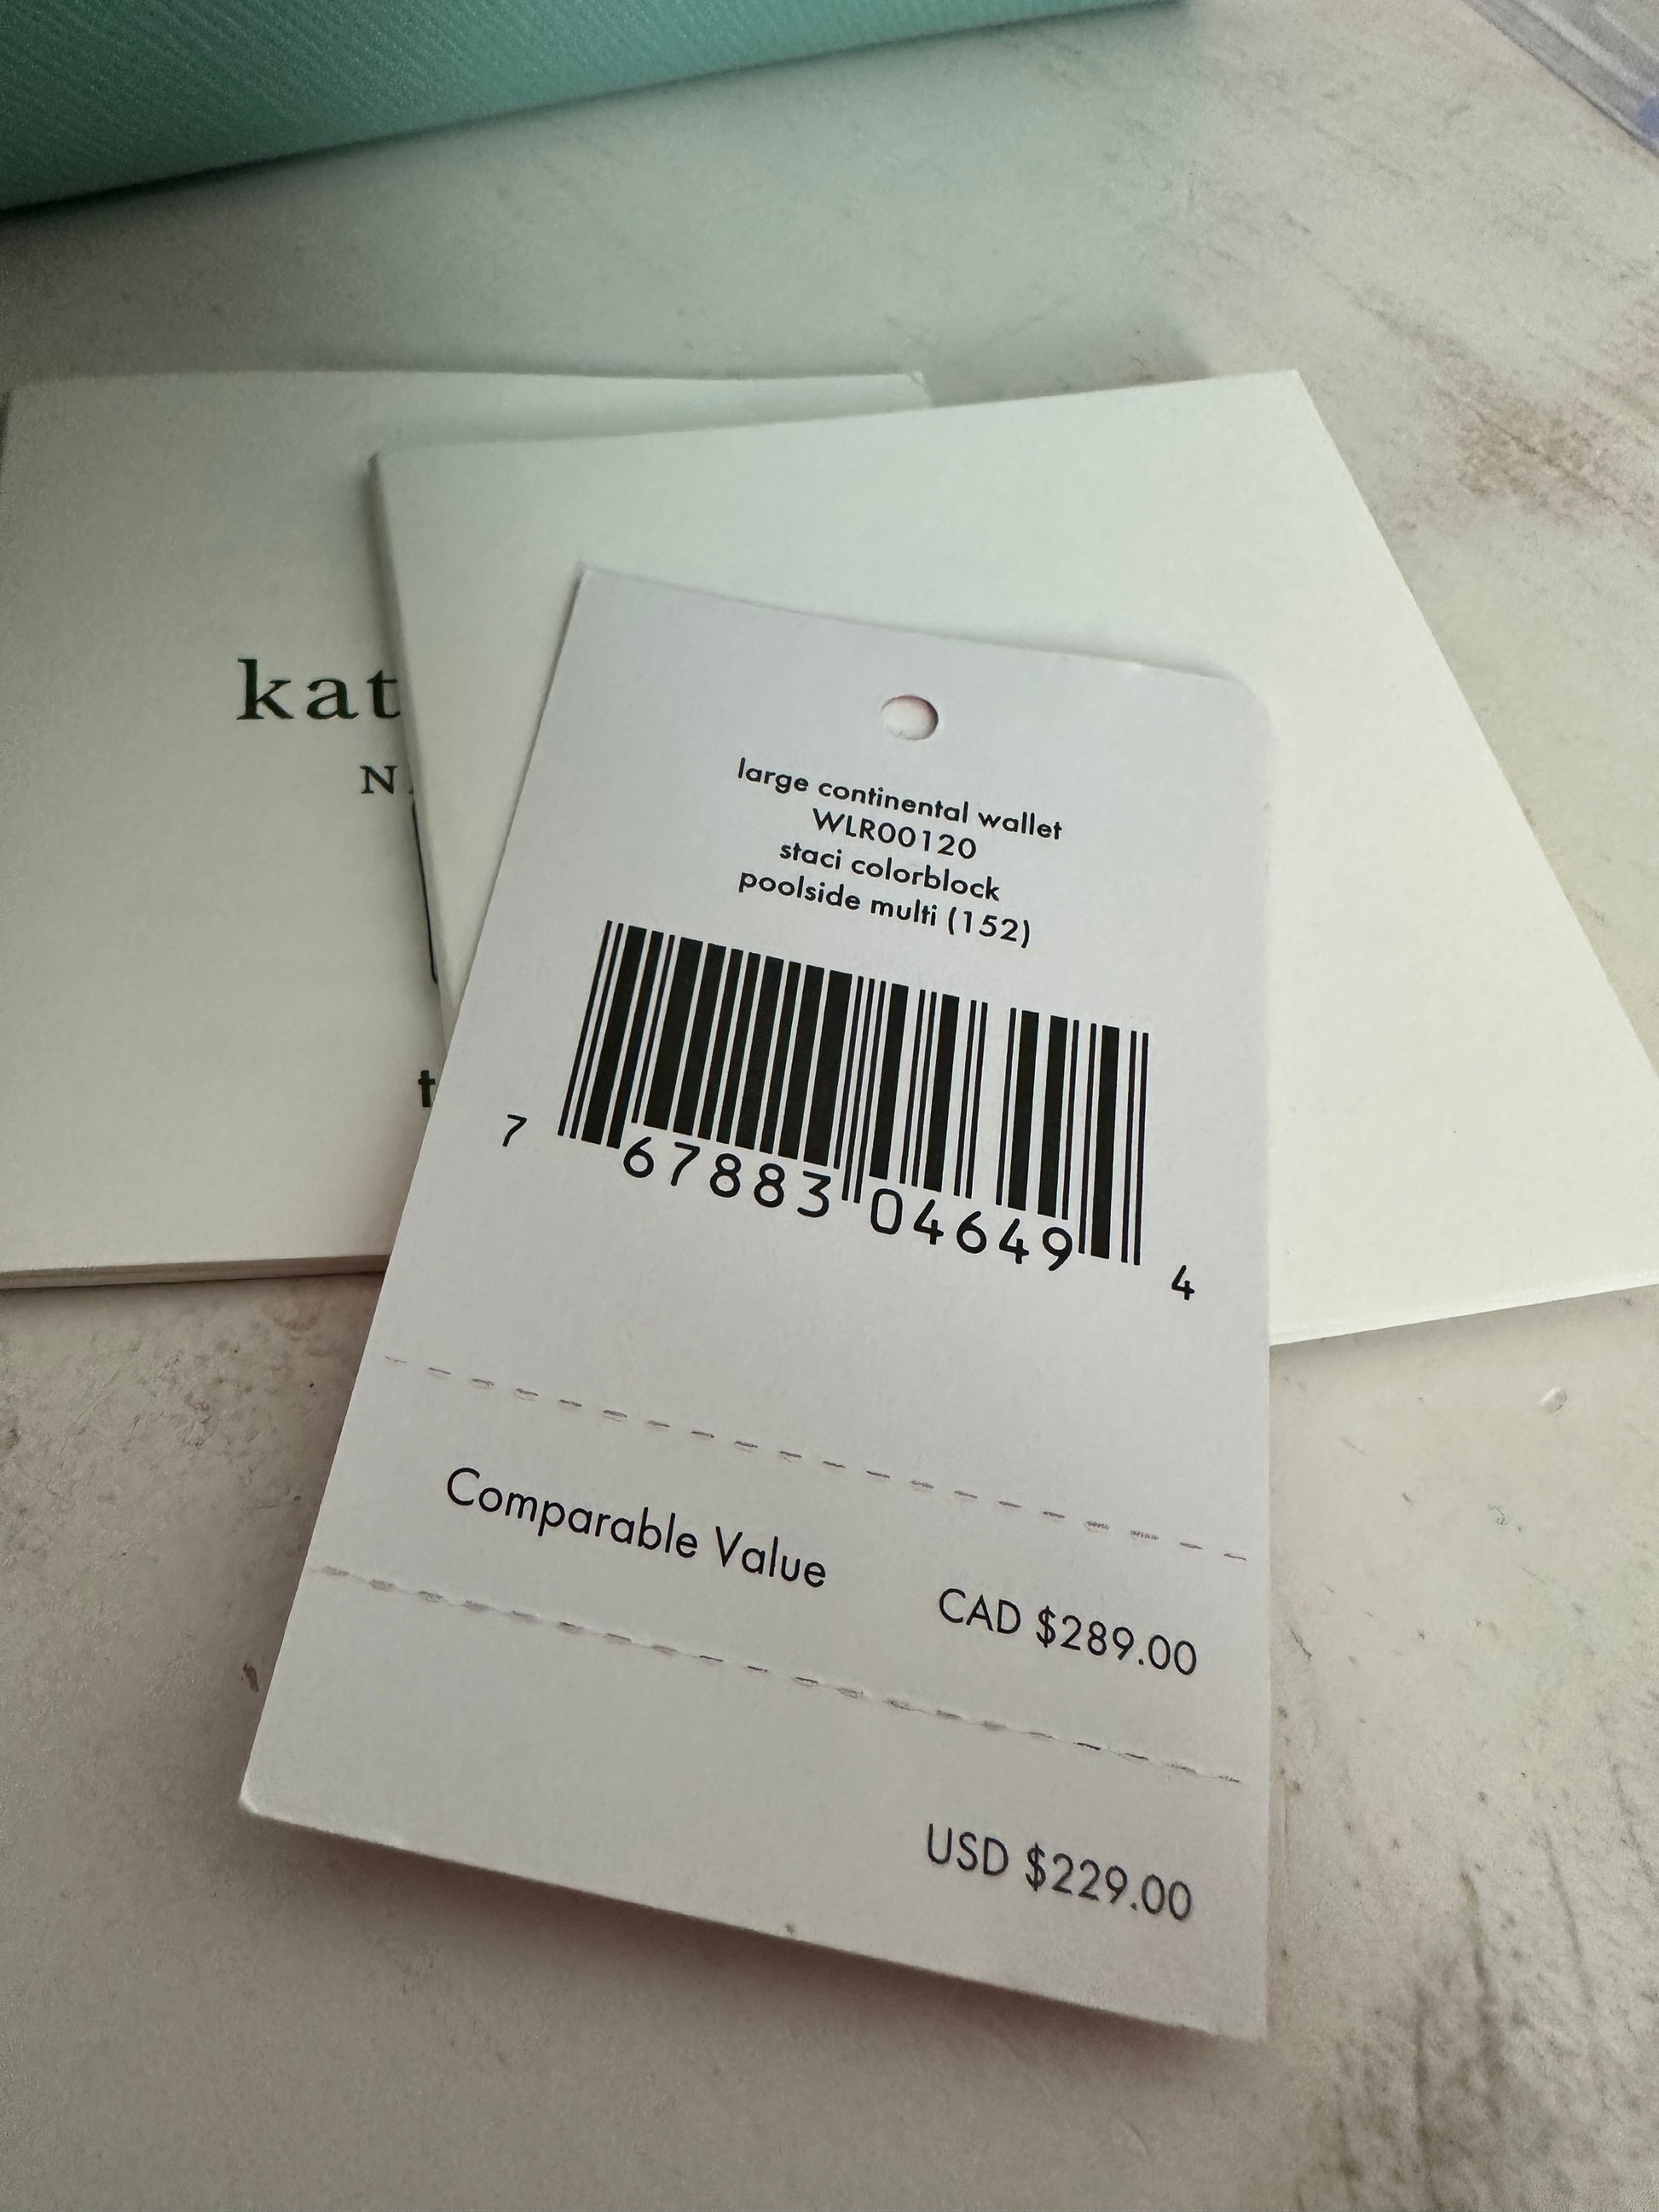 kat
N
t
large continental wallet
WLR00120
staci colorblock
poolside multi (152)
7 67883 04649 4
Comparable Value CAD $289.00
USD $229.00